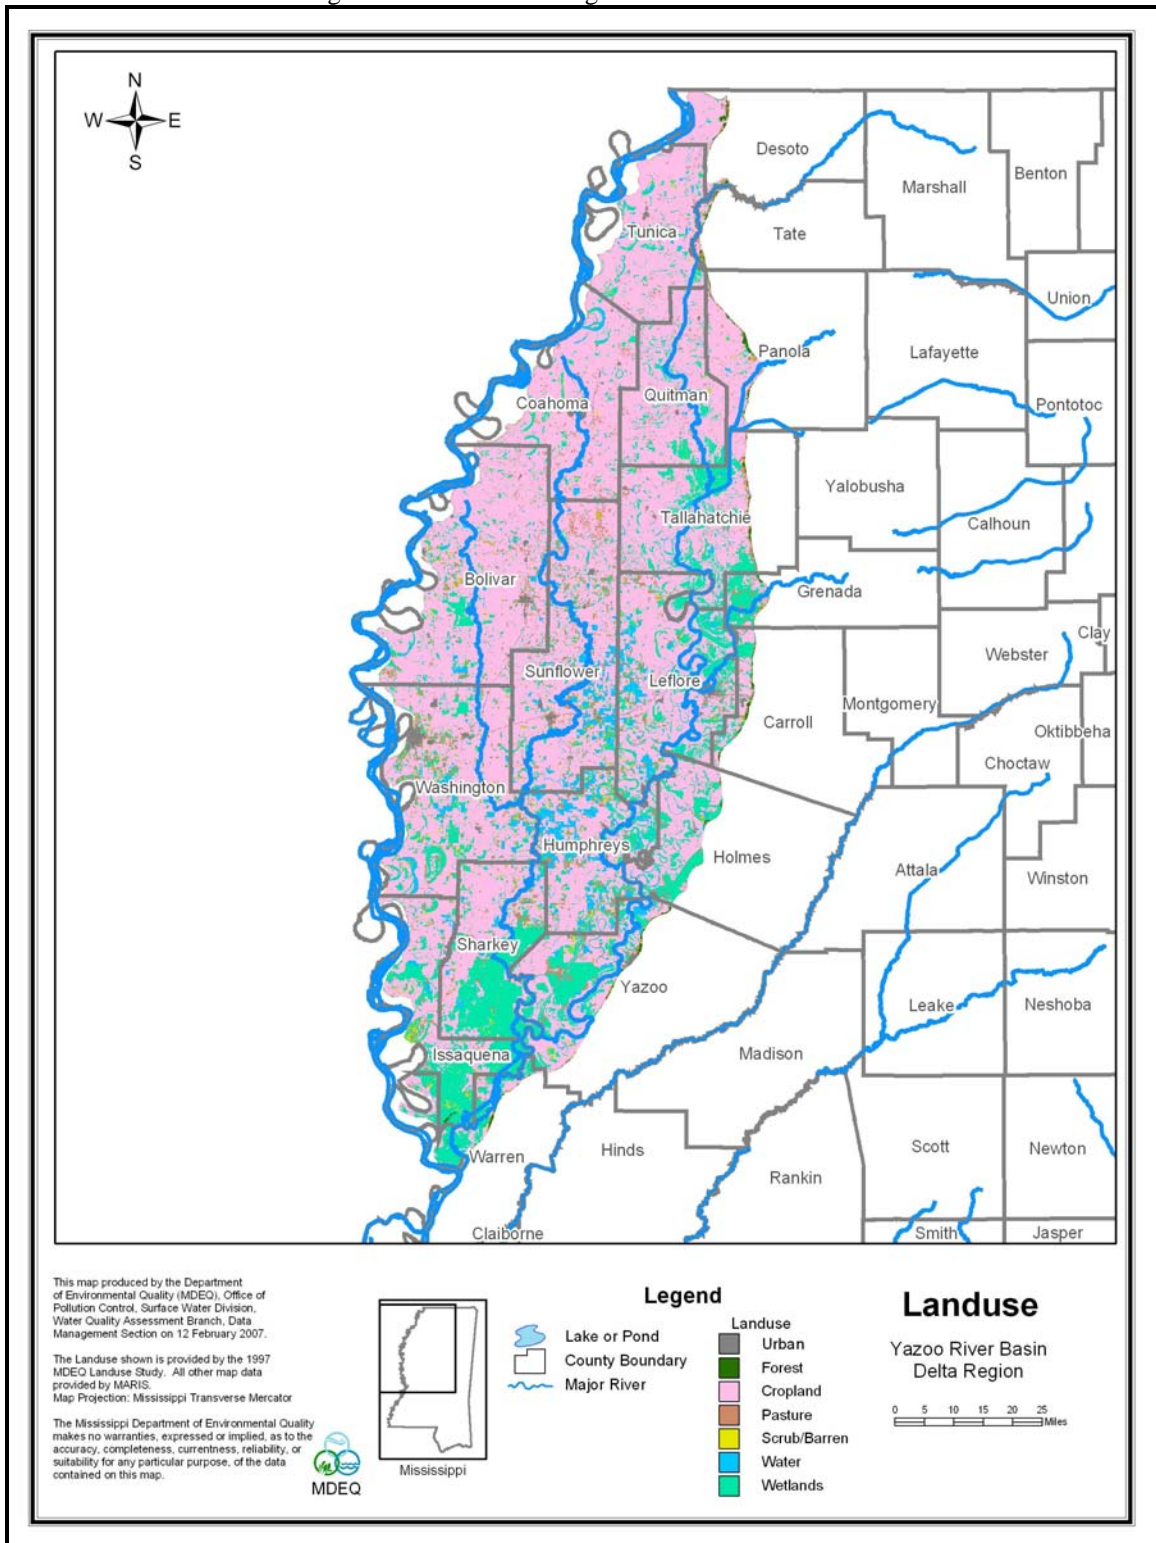 N
W E
S
Desoto
Marshall
Benton
Tunica
Tate
Union
Panola
Lafayette
Quitman
Coahoma
Pontotoc
Yalobusha
Tallahatchie
Calhoun
Bolivar
Grenada
Clay
Webster
Sunflower
Leflore
Montgomery
Carroll
Oktibbeha
Choctaw
Washington
Humphreys
Holmes
Attala
Winston
Sharkey
Yazoo
Leake
Neshoba
Issaquena
Madison
Warren
Hinds
Scott
Newton
Rankin
Claiborne
Smith
Jasper
This map produced by the Department
of Environmental Quality (MDEQ), Office of
Pollution Control, Surface Water Division,
Water Quality Assessment Branch, Data
Management Section on 12 February 2007.
The Landuse shown is provided by the 1997
MDEQ Landuse Study. All other map data
provided by MARIS.
Map Projection: Mississippi Transverse Mercator
The Mississippi Department of Environmental Quality
makes no warranties, expressed or implied, as to the
accuracy, completeness, currentness, reliability, or
suitability for any particular purpose, of the data
contained on this map.
MDEQ
Mississippi
Legend
Lake or Pond
County Boundary
Major River
Landuse
Urban
Forest
Cropland
Pasture
Scrub/Barren
Water
Wetlands
Landuse
Yazoo River Basin
Delta Region
0 5 10 15 20 25
Miles